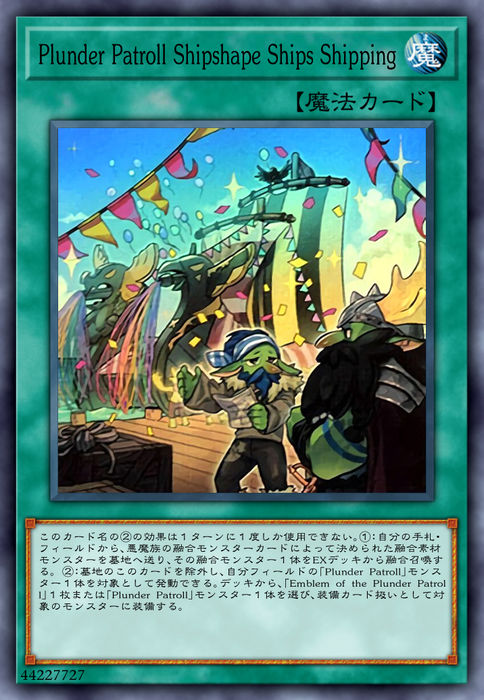 Plunder Patroll Shipshape Ships Shipping
魔
【魔法カード】
このカード名の②の効果は１ターンに１度しか使用できない。①：自分の手札・
フィールドから、悪魔族の融合モンスターカードによって決められた融合素材
モンスターを墓地へ送り、その融合モンスター１体をEXデッキから融合召喚す
る。 ②：墓地のこのカードを除外し、自分フィールドの「Plunder Patroll」モンス
ター１体を対象として発動できる。デッキから、「Emblem of the Plunder Patrol
l」１枚または「Plunder Patroll」モンスター１体を選び、装備カード扱いとして対
象のモンスターに装備する。
44227727